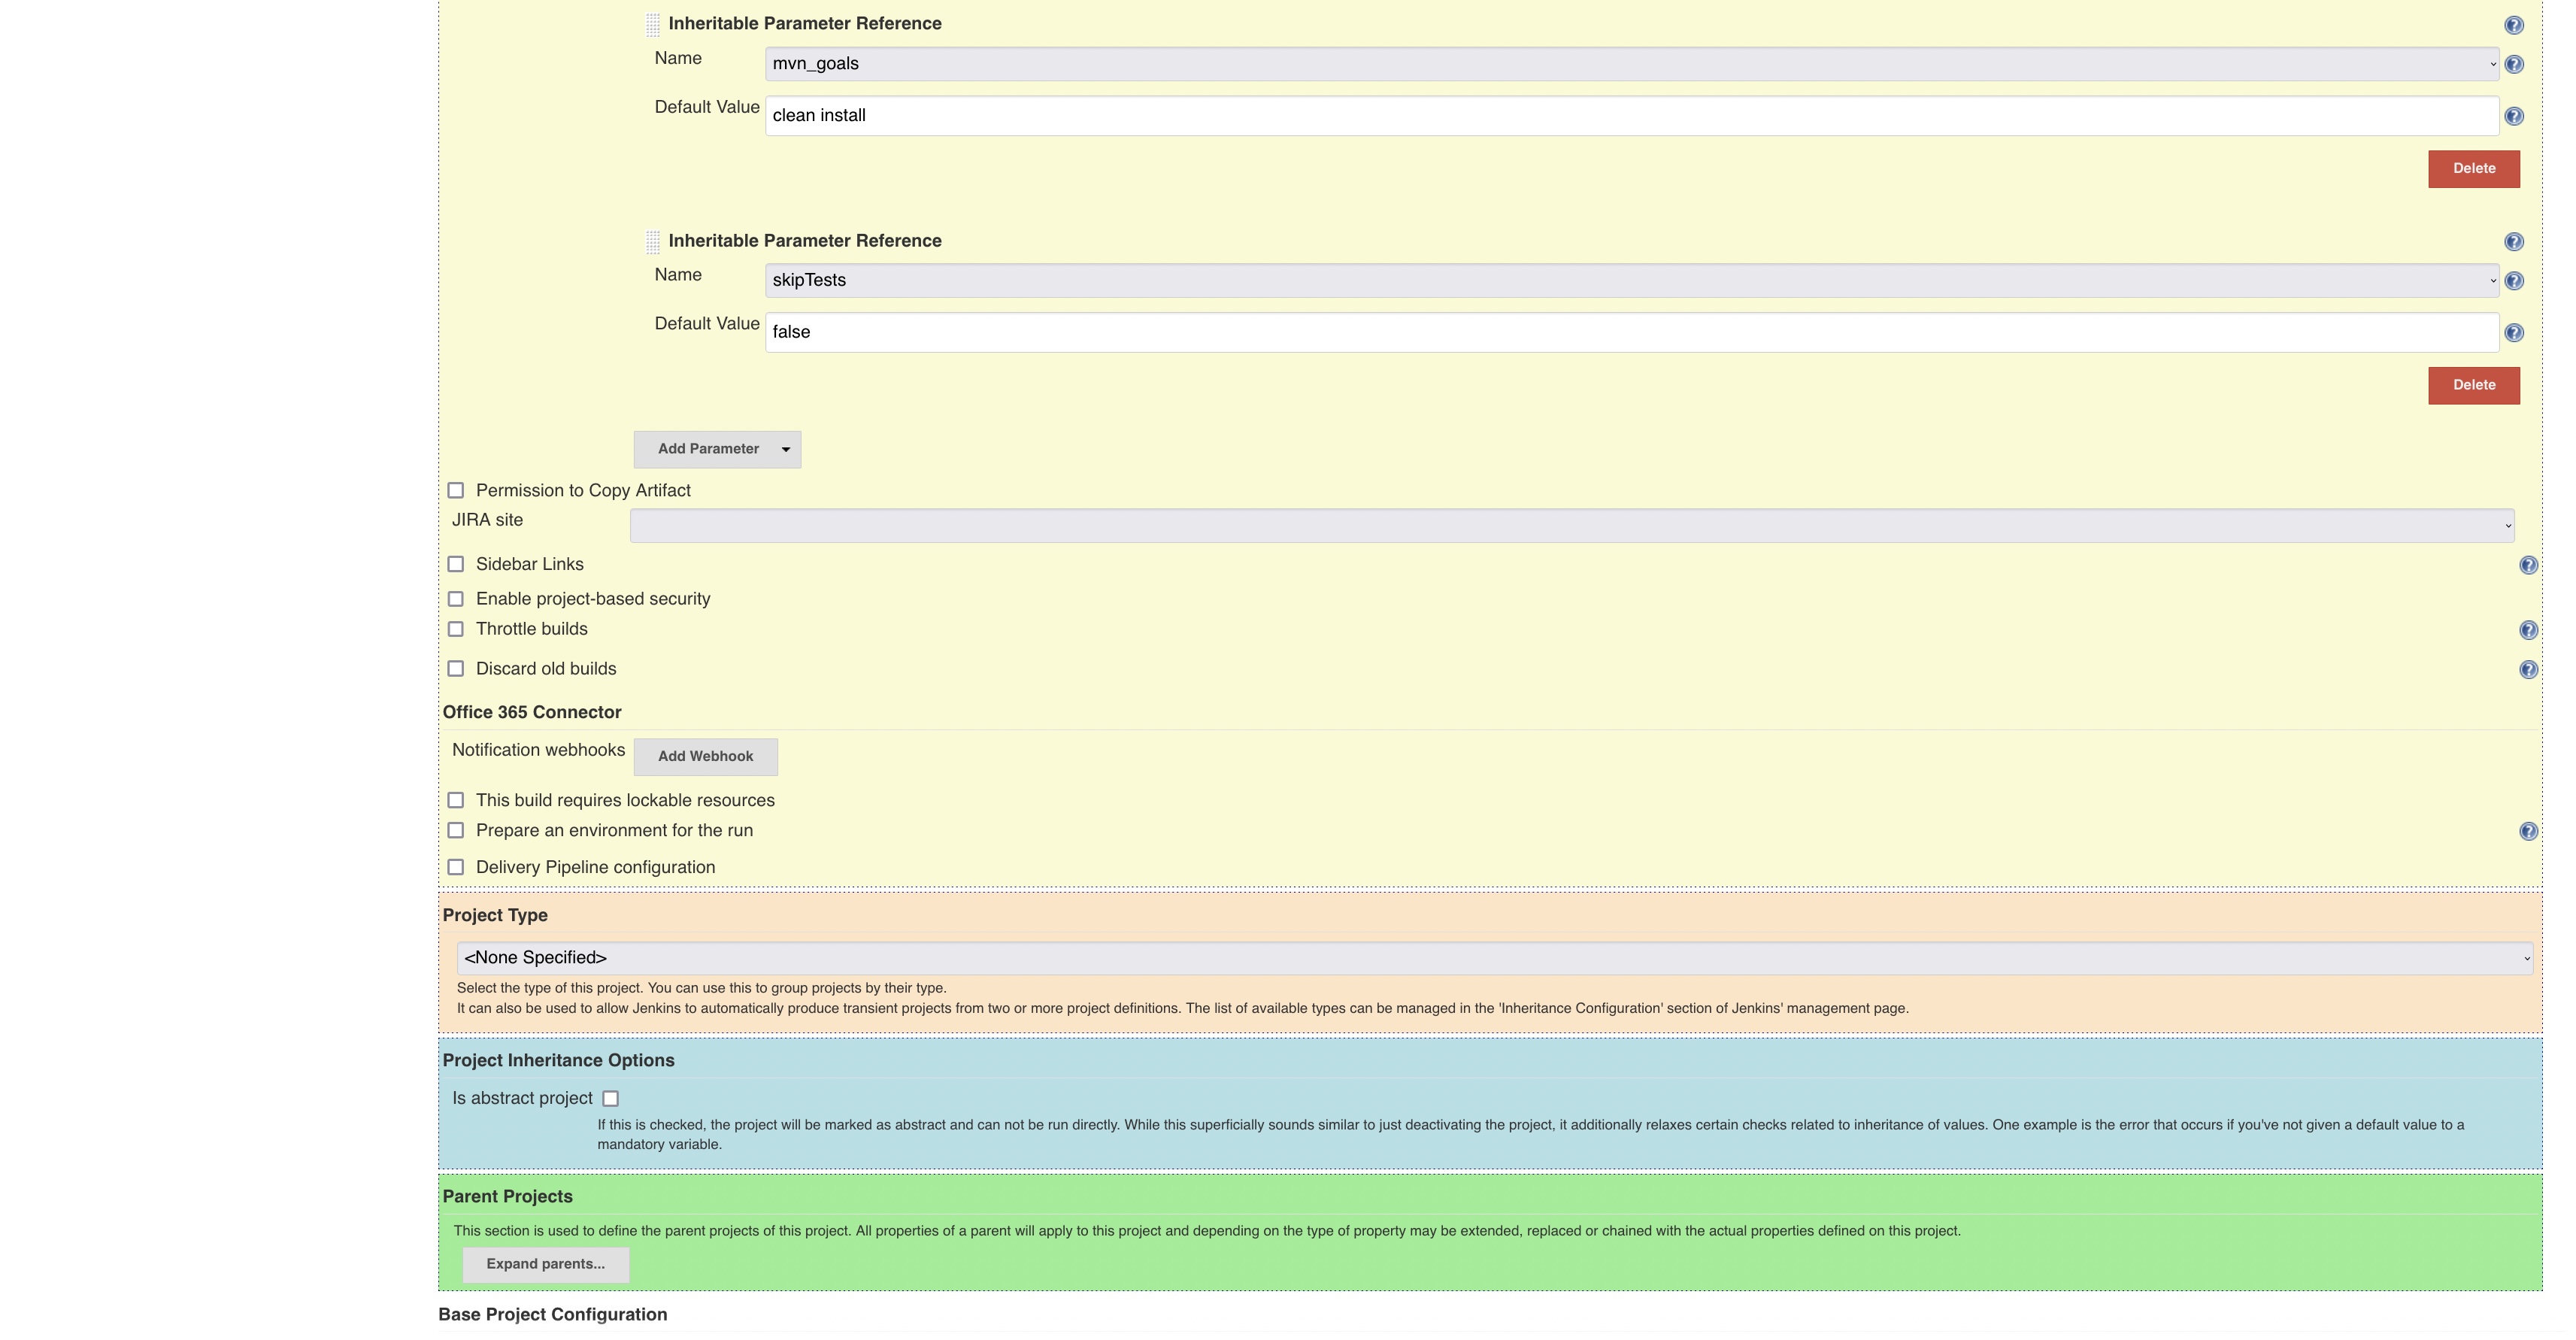 Inheritable Parameter Reference
Name
mvn_goals
Default Value
clean install
Delete
Inheritable Parameter Reference
Name
skipTests
Default Value
false
Delete
Add Parameter
Permission to Copy Artifact
JIRA site
Sidebar Links
Enable project-based security
Throttle builds
Discard old builds
Office 365 Connector
Notification webhooks
Add Webhook
This build requires lockable resources
Prepare an environment for the run
Delivery Pipeline configuration
Project Type
<None Specified>
Select the type of this project. You can use this to group projects by their type.
It can also be used to allow Jenkins to automatically produce transient projects from two or more project definitions. The list of available types can be managed in the 'Inheritance Configuration' section of Jenkins' management page.
Project Inheritance Options
Is abstract project
If this is checked, the project will be marked as abstract and can not be run directly. While this superficially sounds similar to just deactivating the project, it additionally relaxes certain checks related to inheritance of values. One example is the error that occurs if you've not given a default value to a
mandatory variable.
Parent Projects
This section is used to define the parent projects of this project. All properties of a parent will apply to this project and depending on the type of property may be extended, replaced or chained with the actual properties defined on this project.
Expand parents...
Base Project Configuration